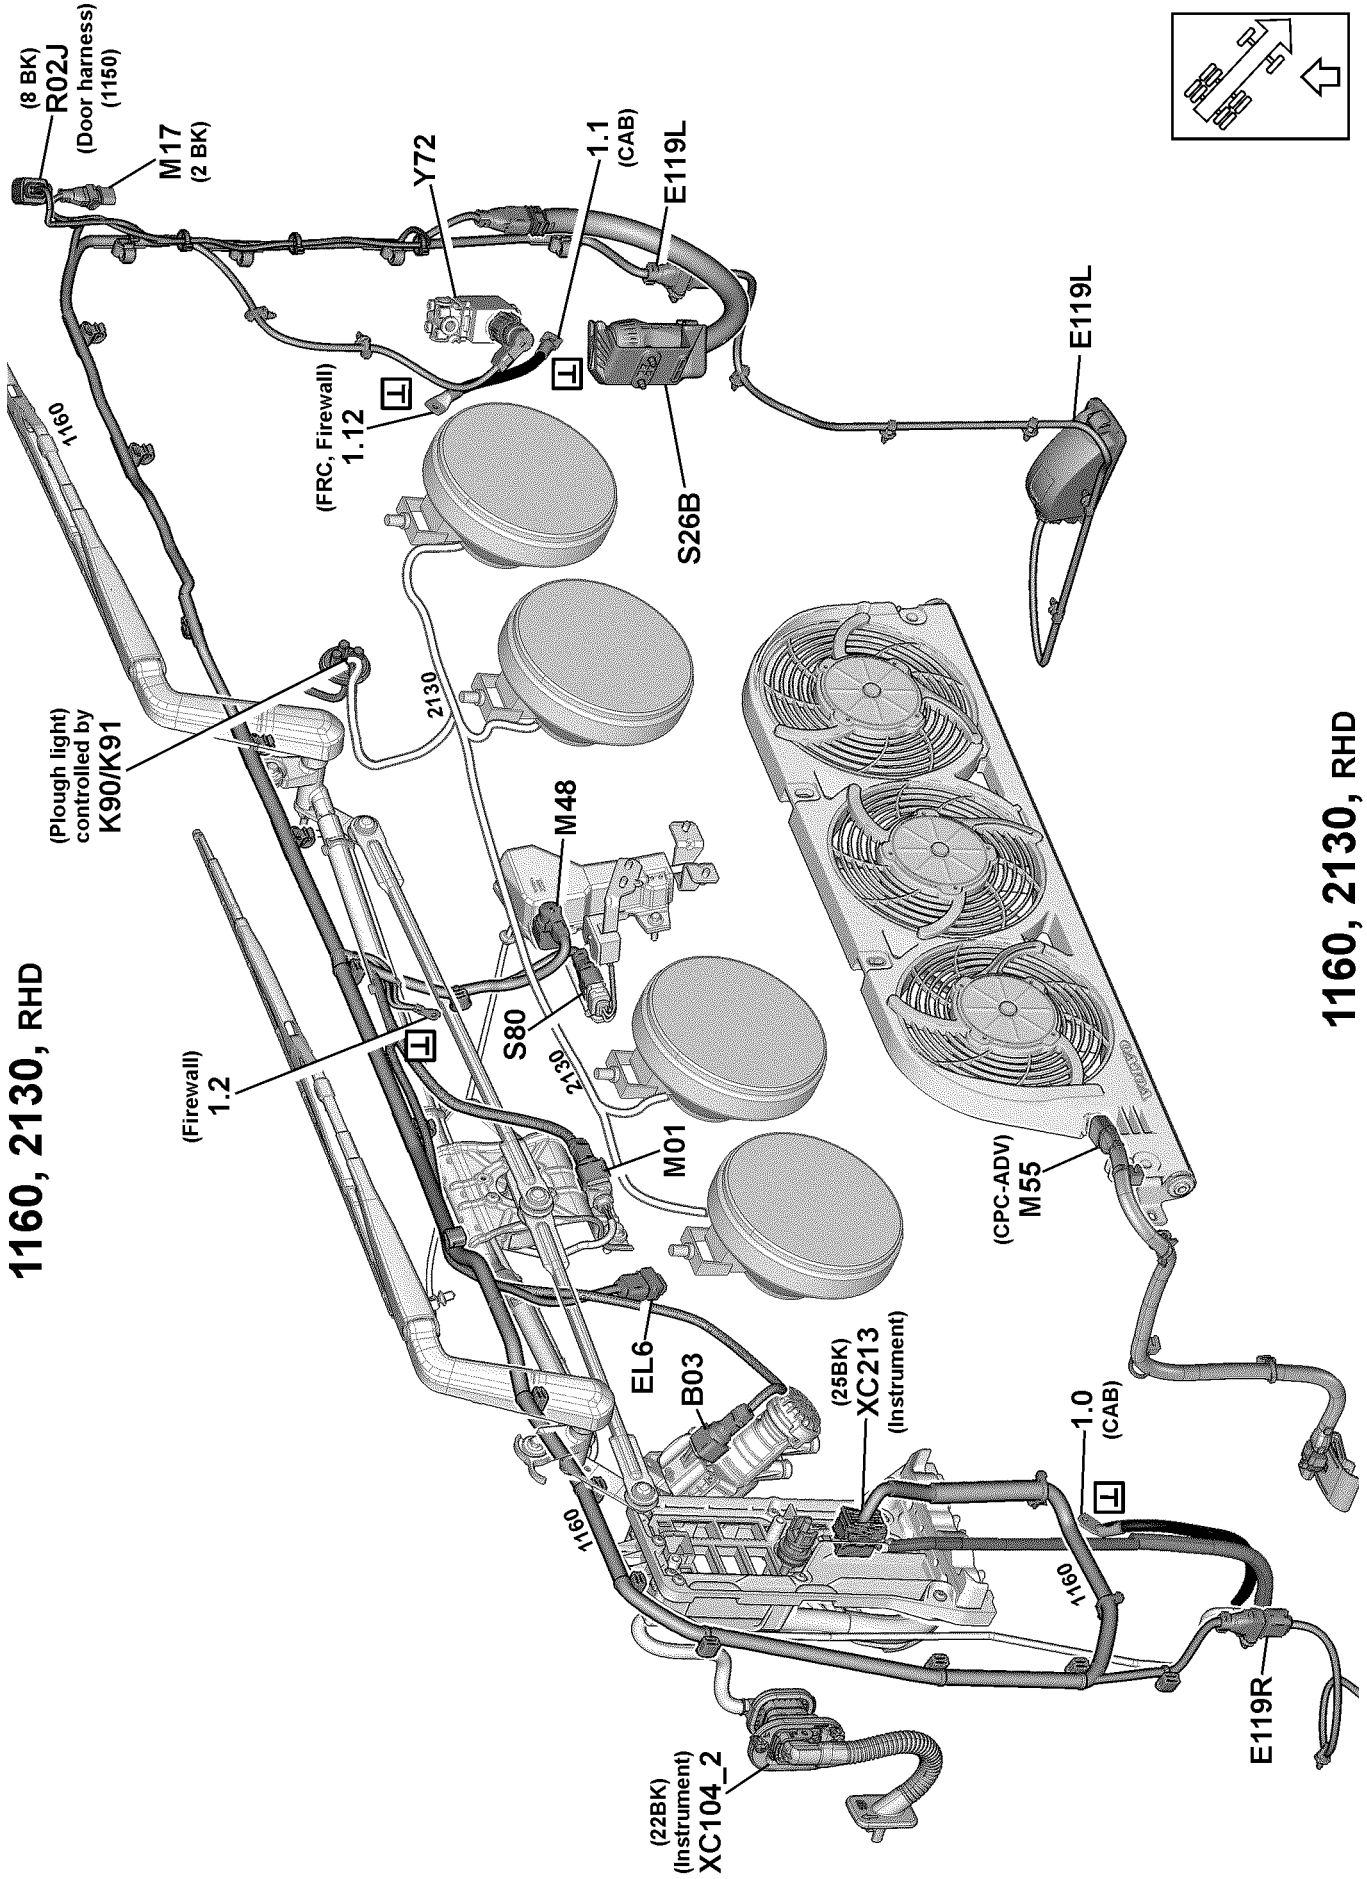 1160, 2130, RHD
(8 BK)
R02J
(Door harness)
(1150)
M17
(2 BK)
Y72
1.1
(CAB)
E119L
E119L
1160
(FRC, Firewall)
1.12
T
T
S26B
(Plough light)
controlled by
K90/K91
2130
M48
S80
2130
(Firewall)
1.2
T
M01
VOLVO
(CPC-ADV)
M55
EL6
B03
(25BK)
XC213
(Instrument)
1.0
(CAB)
T
1160
1160
E119R
(22BK)
(Instrument)
XC104_2
1160, 2130, RHD